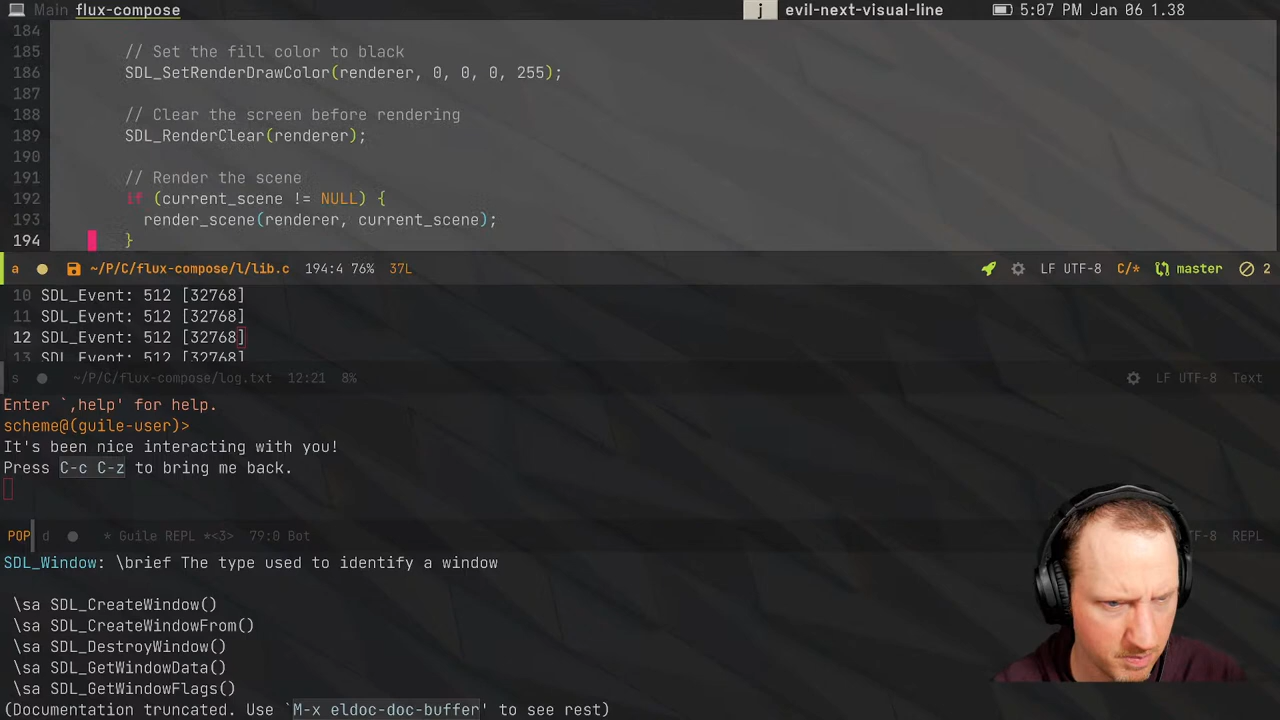 Main flux-compose j evil-next-visual-line 5:07 PM Jan 06 1.38
184
185 // Set the fill color to black
186 SDL_SetRenderDrawColor(renderer, 0, 0, 0, 255);
187
188 // Clear the screen before rendering
189 SDL_RenderClear(renderer);
190
191 // Render the scene
192 if (current_scene != NULL) {
193 render_scene(renderer, current_scene);
194 }
a ~/P/C/flux-compose/l/lib.c 194:4 76% 37L LF UTF-8 C/* master 2
10 SDL_Event: 512 [32768]
11 SDL_Event: 512 [32768]
12 SDL_Event: 512 [32768]
13 SDL_Event: 512 [32768]
s ~/P/C/flux-compose/log.txt 12:21 8% LF UTF-8 Text
Enter `,help' for help.
scheme@(guile-user)>
It's been nice interacting with you!
Press C-c C-z to bring me back.
POP d * Guile REPL *<3> 79:0 Bot UTF-8 REPL
SDL_Window: \brief The type used to identify a window
\sa SDL_CreateWindow()
\sa SDL_CreateWindowFrom()
\sa SDL_DestroyWindow()
\sa SDL_GetWindowData()
\sa SDL_GetWindowFlags()
(Documentation truncated. Use `M-x eldoc-doc-buffer' to see rest)